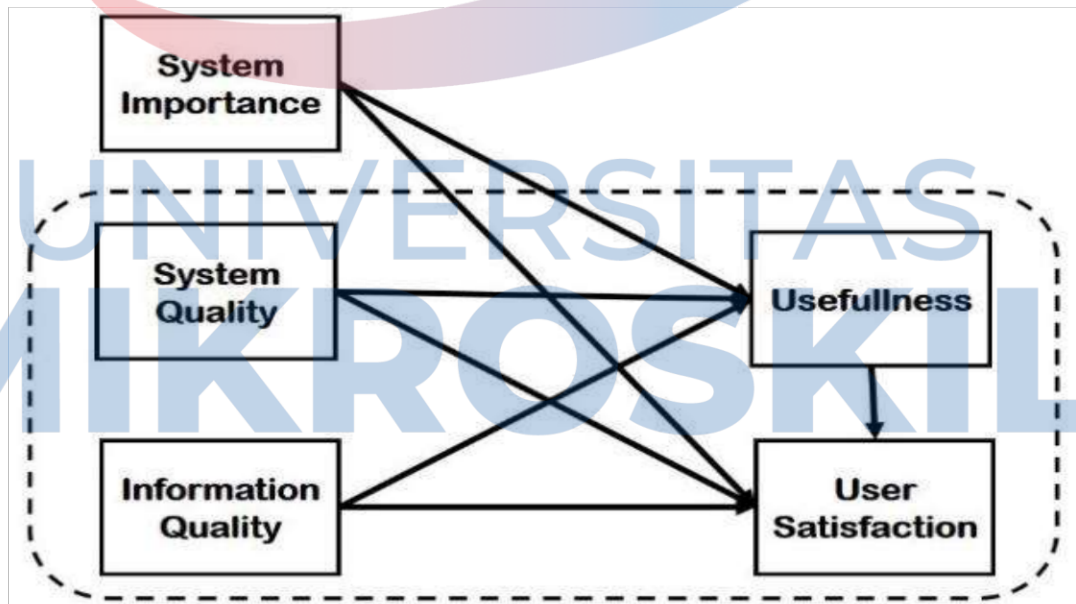 System
Importance
UNIVERSITAS
MIKROSKIL
System
Quality
Usefullness
Information
Quality
User
Satisfaction